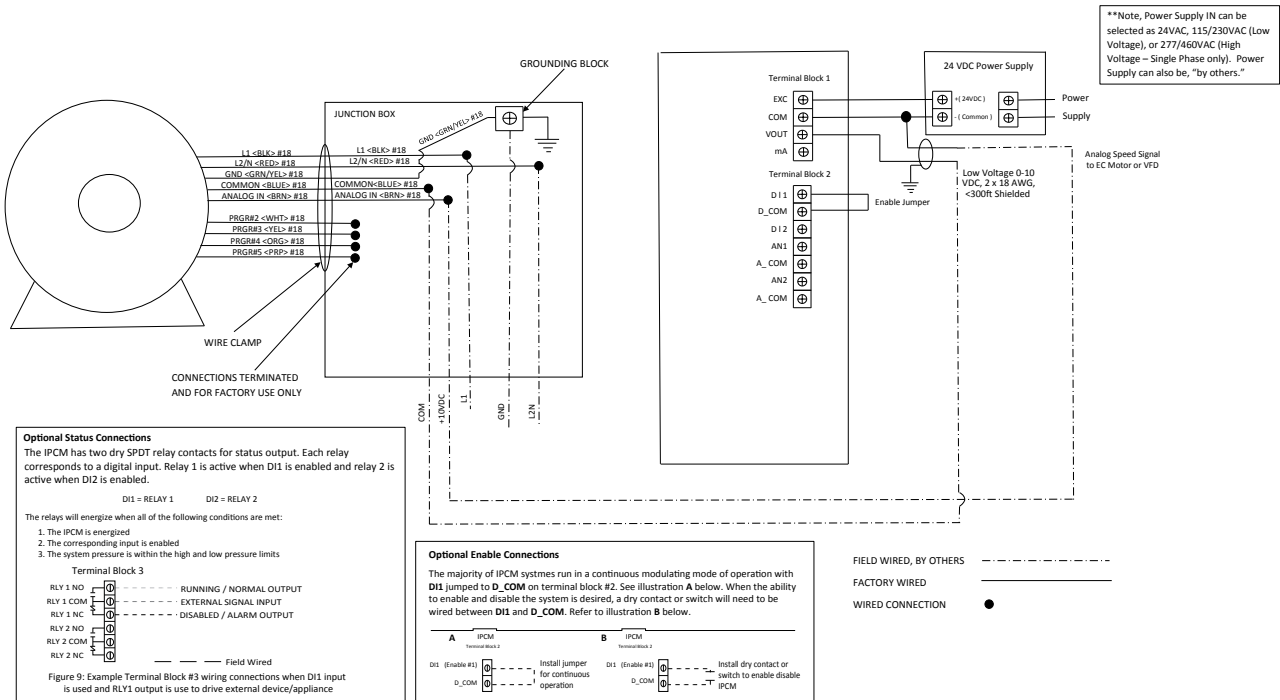 **Note, Power Supply IN can be
selected as 24VAC, 115/230VAC (Low
Voltage), or 277/460VAC (High
Voltage – Single Phase only). Power
Supply can also be, "by others."
GROUNDING BLOCK
JUNCTION BOX
GND <GRN/YEL> #18
L1 <BLK> #18
L2/N <RED> #18
GND <GRN/YEL> #18
COMMON <BLUE> #18
ANALOG IN <BRN> #18
PRGR#2 <WHT> #18
PRGR#3 <YEL> #18
PRGR#4 <ORG> #18
PRGR#5 <PRP> #18
L1 <BLK> #18
L2/N <RED> #18
COMMON<BLUE> #18
ANALOG IN <BRN> #18
WIRE CLAMP
CONNECTIONS TERMINATED
AND FOR FACTORY USE ONLY
COM
+10VDC
L1
GND
L2N
Terminal Block 1
EXC
COM
VOUT
mA
Terminal Block 2
D I 1
D_COM
D I 2
AN1
A_ COM
AN2
A_ COM
Enable Jumper
24 VDC Power Supply
+( 24VDC )
- ( Common )
Power
Supply
Analog Speed Signal
to EC Motor or VFD
Low Voltage 0-10
VDC, 2 x 18 AWG,
<300ft Shielded
Optional Status Connections
The IPCM has two dry SPDT relay contacts for status output. Each relay
corresponds to a digital input. Relay 1 is active when DI1 is enabled and relay 2 is
active when DI2 is enabled.
DI1 = RELAY 1 DI2 = RELAY 2
The relays will energize when all of the following conditions are met:
1. The IPCM is energized
2. The corresponding input is enabled
3. The system pressure is within the high and low pressure limits
Terminal Block 3
RLY 1 NO RUNNING / NORMAL OUTPUT
RLY 1 COM EXTERNAL SIGNAL INPUT
RLY 1 NC DISABLED / ALARM OUTPUT
RLY 2 NO
RLY 2 COM
RLY 2 NC
Field Wired
Figure 9: Example Terminal Block #3 wiring connections when DI1 input
is used and RLY1 output is use to drive external device/appliance
Optional Enable Connections
The majority of IPCM systmes run in a continuous modulating mode of operation with
DI1 jumped to D_COM on terminal block #2. See illustration A below. When the ability
to enable and disable the system is desired, a dry contact or switch will need to be
wired between DI1 and D_COM. Refer to illustration B below.
A IPCM
Terminal Block 2
DI1 (Enable #1)
D_COM
Install jumper
for continuous
operation
B IPCM
Terminal Block 2
DI1 (Enable #1)
D_COM
Install dry contact or
switch to enable disable
IPCM
FIELD WIRED, BY OTHERS
FACTORY WIRED
WIRED CONNECTION